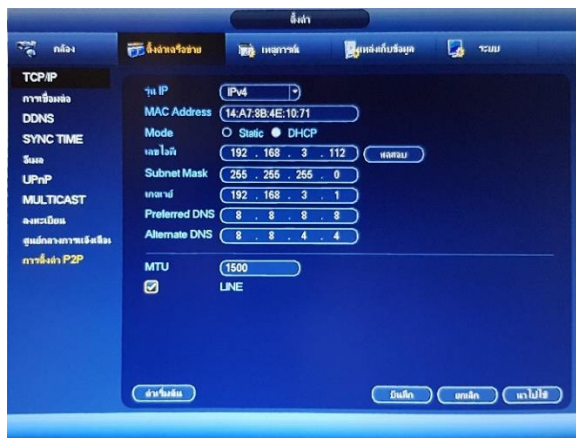 ตั้งค่า
กล้อง ตั้งค่าเครือข่าย เหตุการณ์ แหล่งเก็บข้อมูล ระบบ
TCP/IP
การเชื่อมต่อ
DDNS
SYNC TIME
อีเมล
UPnP
MULTICAST
ลงทะเบียน
ศูนย์กลางการแจ้งเตือน
การตั้งค่า P2P
รุ่น IP IPv4
MAC Address 14:A7:8B:4E:10:71
Mode Static DHCP
เลขไอพี 192 . 168 . 3 . 112 ทดสอบ
Subnet Mask 255 . 255 . 255 . 0
เกตเวย์ 192 . 168 . 3 . 1
Preferred DNS 8 . 8 . 8 . 8
Alternate DNS 8 . 8 . 4 . 4
MTU 1500
LINE
ค่าเริ่มต้น บันทึก ยกเลิก นำไปใช้